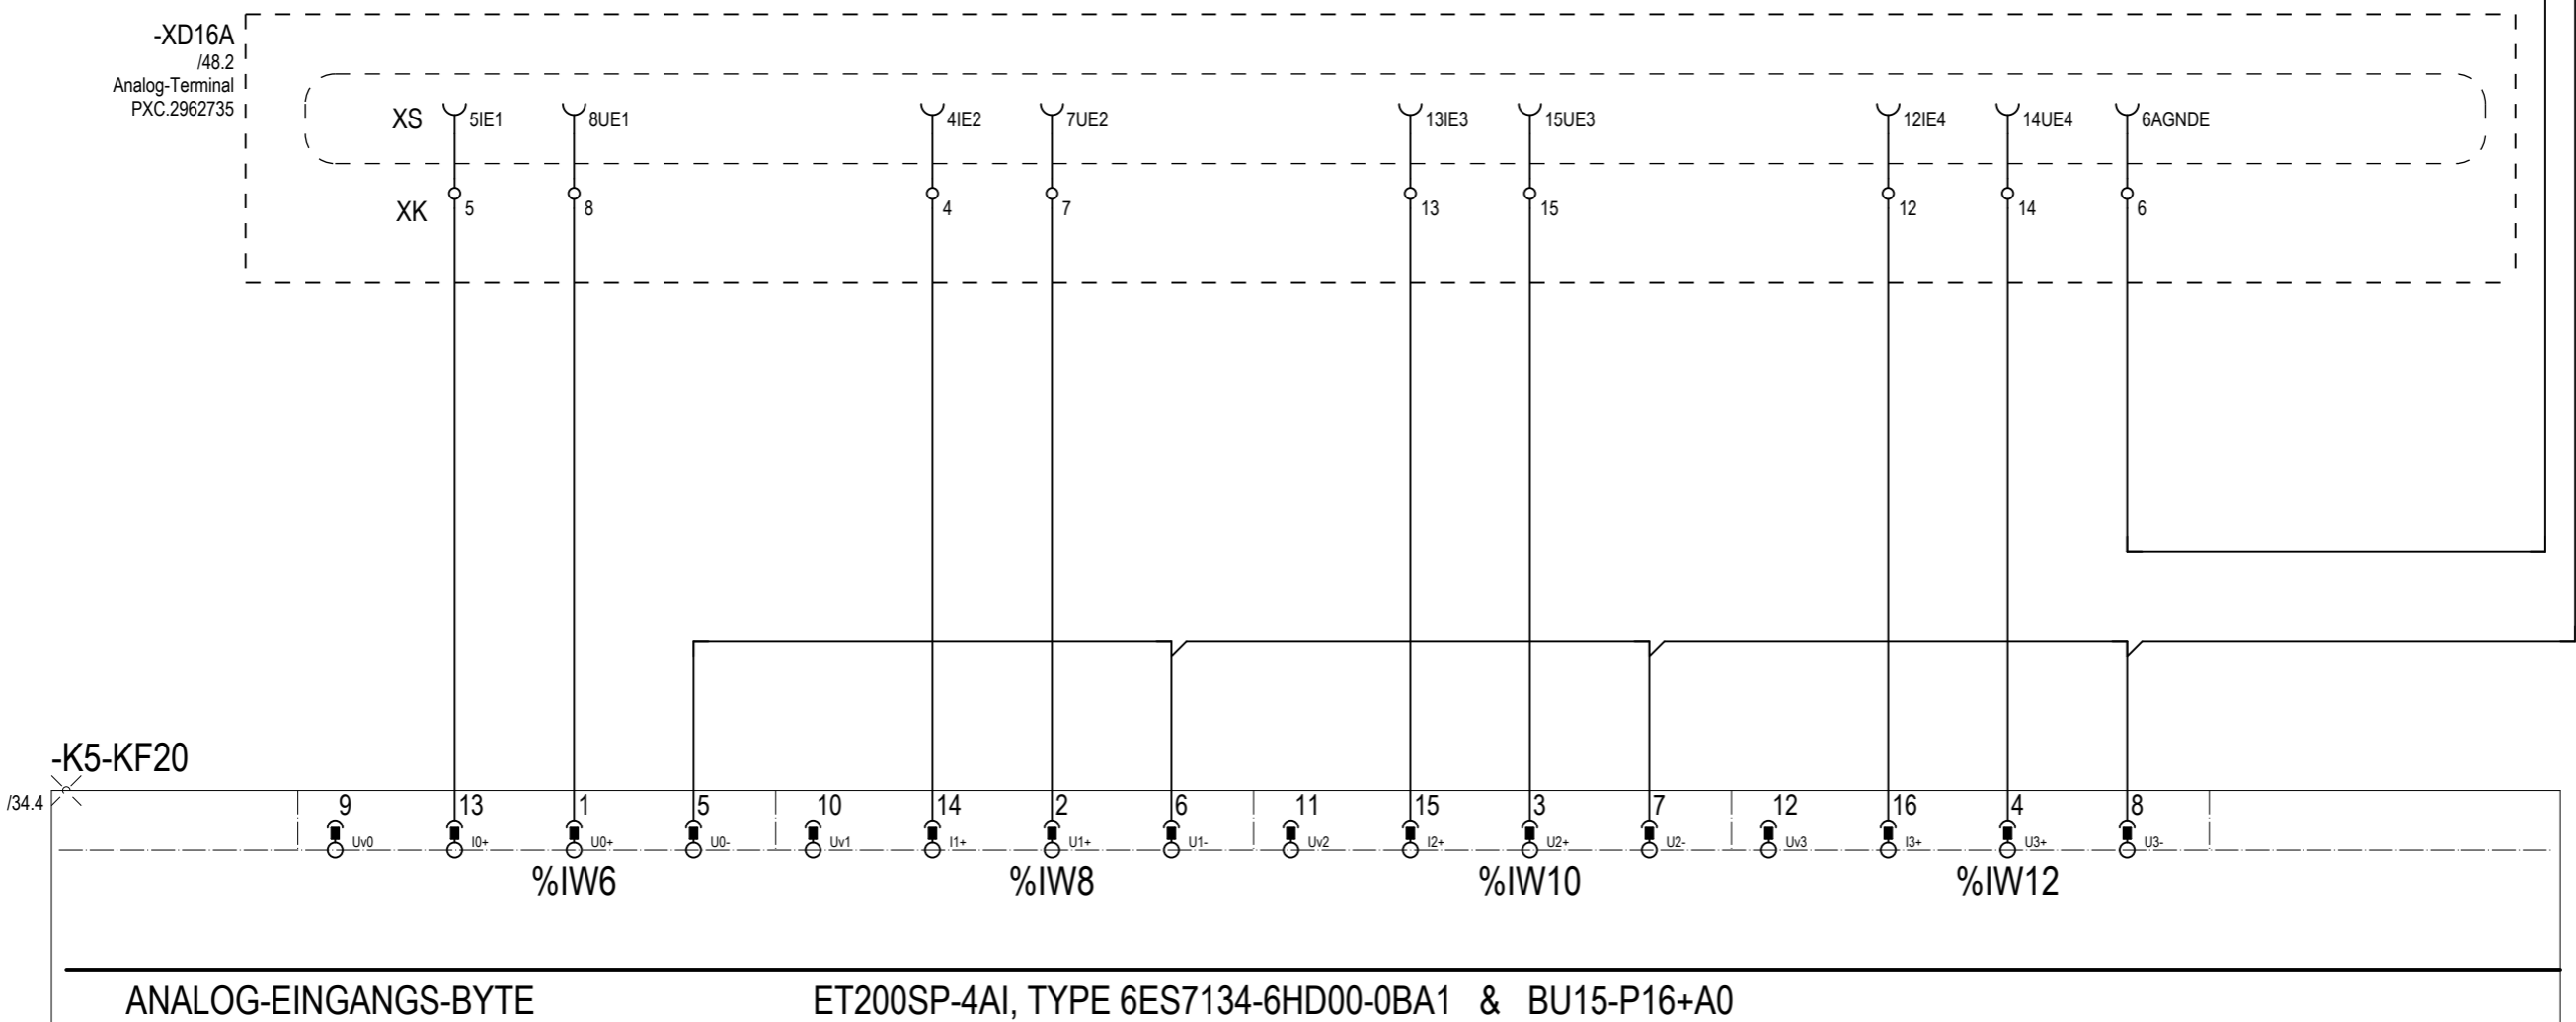 -XD16A
/48.2
Analog-Terminal
PXC.2962735
XS 5IE1 8UE1 4IE2 7UE2 13IE3 15UE3 12IE4 14UE4 6AGNDE
XK 5 8 4 7 13 15 12 14 6
-K5-KF20
/34.4
9 13 1 5 10 14 2 6 11 15 3 7 12 16 4 8
Uv0 I0+ U0+ U0- Uv1 I1+ U1+ U1- Uv2 I2+ U2+ U2- Uv3 I3+ U3+ U3-
%IW6 %IW8 %IW10 %IW12
ANALOG-EINGANGS-BYTE ET200SP-4AI, TYPE 6ES7134-6HD00-0BA1 & BU15-P16+A0